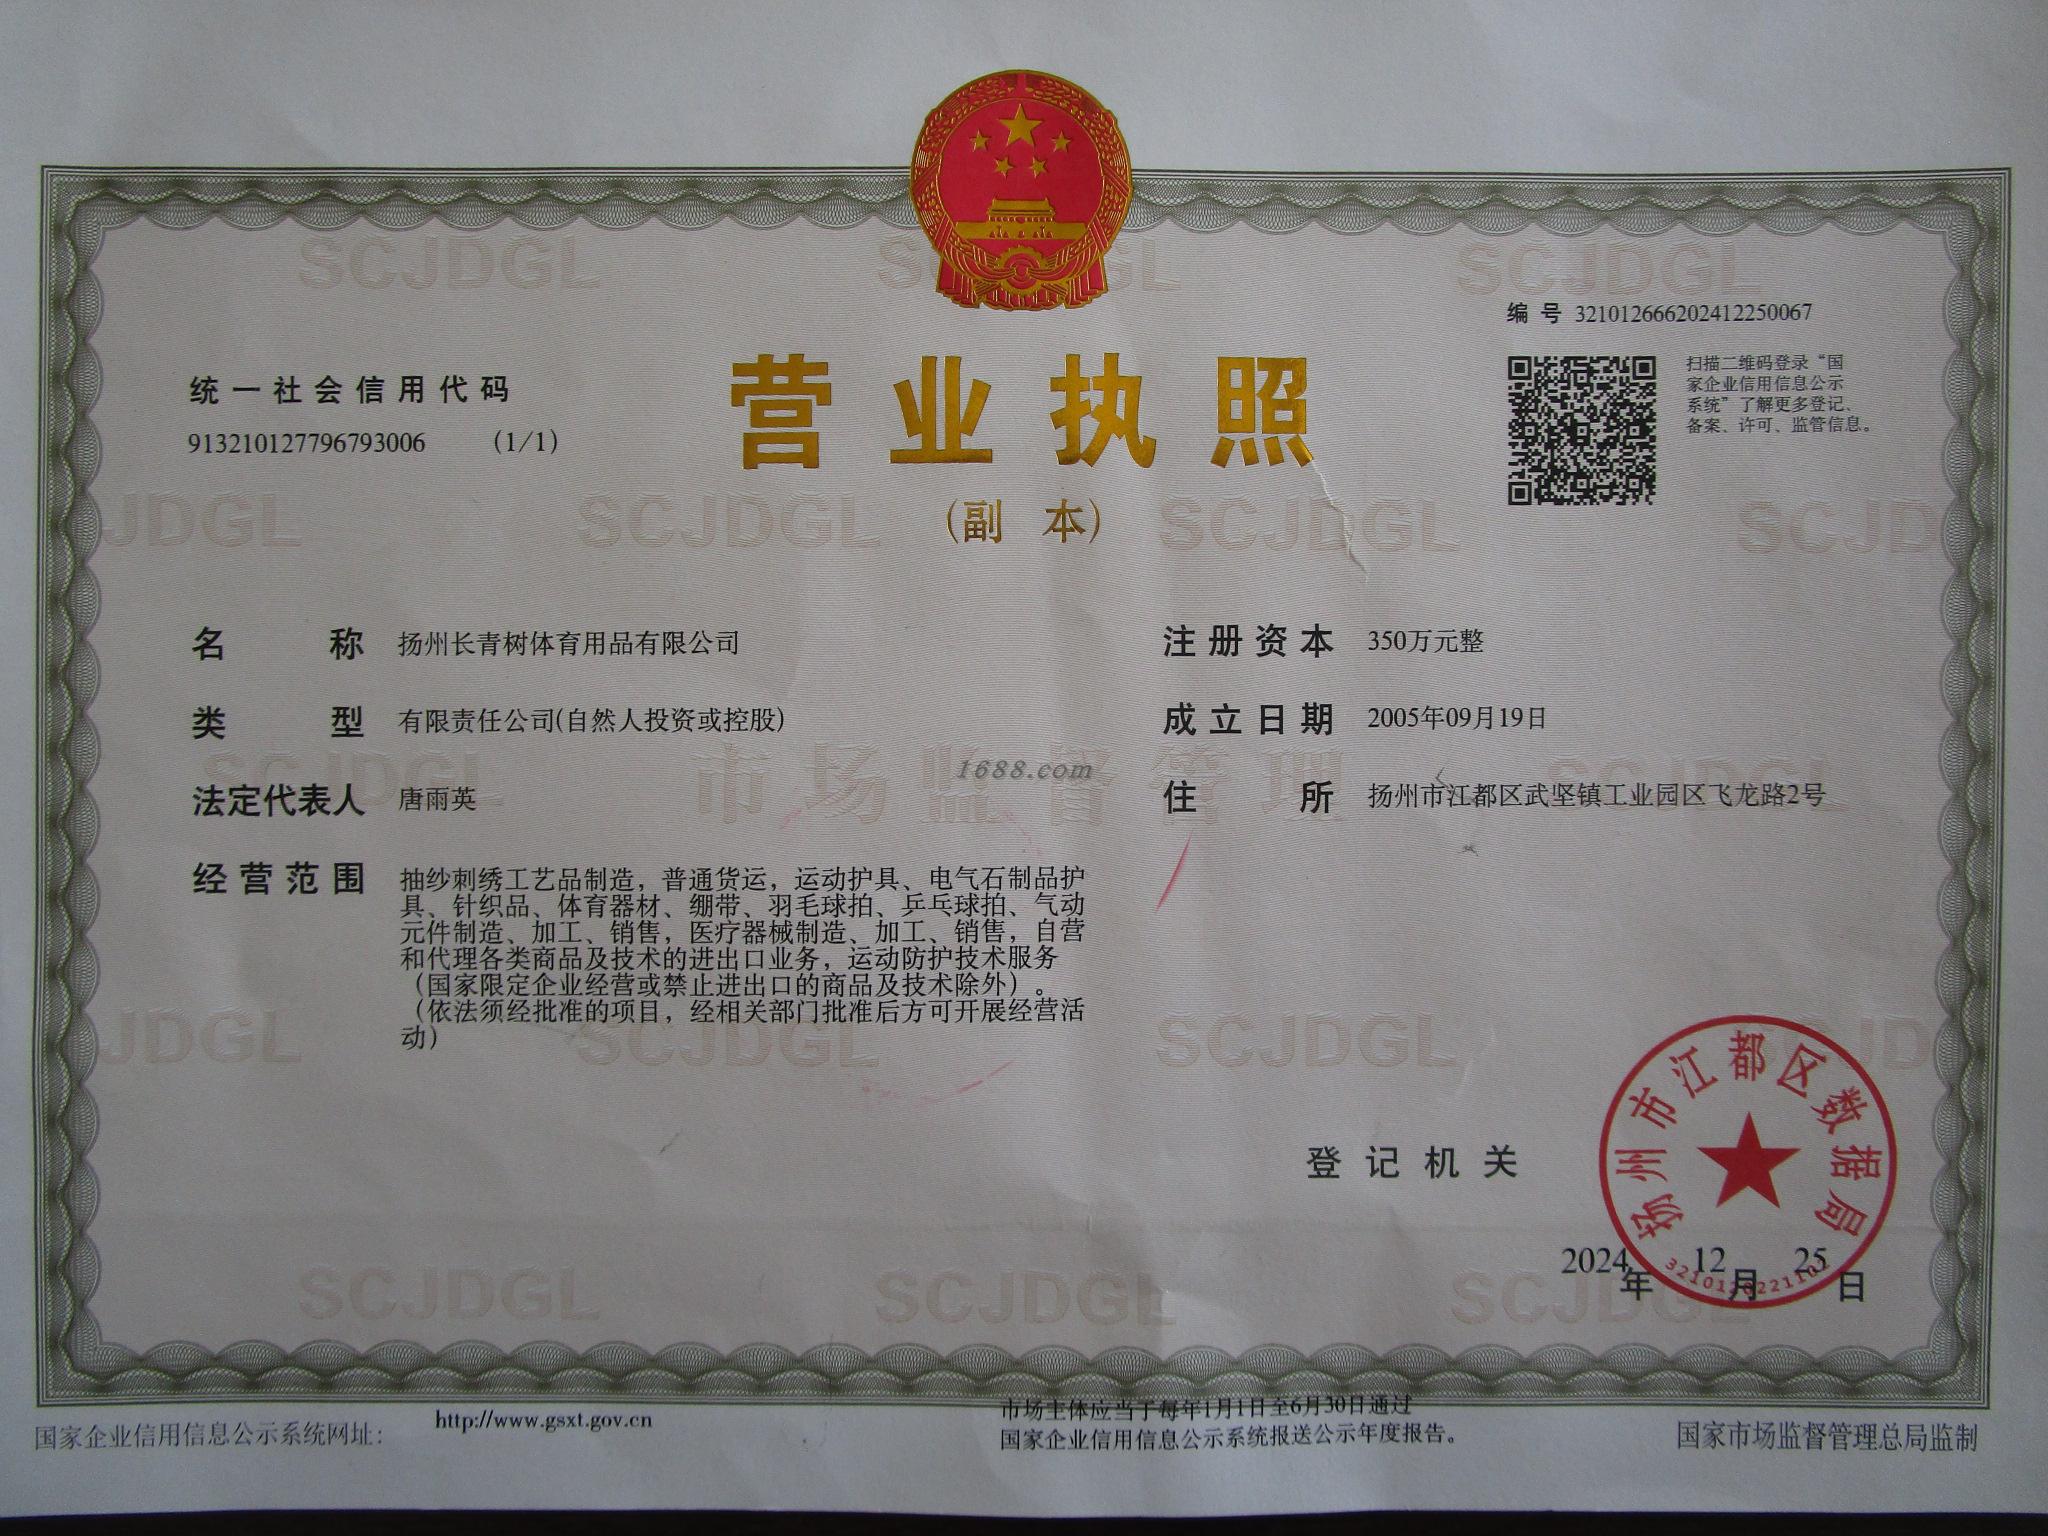 编号 321012666202412250067
统一社会信用代码
913210127796793006 (1/1)
营业执照
(副 本)
扫描二维码登录“国
家企业信用信息公示
系统”了解更多登记、
备案、许可、监管信息。
名称 扬州长青树体育用品有限公司
类型 有限责任公司(自然人投资或控股)
法定代表人 唐雨英
经营范围 抽纱刺绣工艺品制造，普通货运，运动护具、电气石制品护
具、针织品、体育器材、绷带、羽毛球拍、乒乓球拍、气动
元件制造、加工、销售，医疗器械制造、加工、销售，自营
和代理各类商品及技术的进出口业务，运动防护技术服务
（国家限定企业经营或禁止进出口的商品及技术除外）。
（依法须经批准的项目，经相关部门批准后方可开展经营活
动）
注册资本 350万元整
成立日期 2005年09月19日
住所 扬州市江都区武坚镇工业园区飞龙路2号
1688.com
市场监督管理
SCJDGL
登记机关
扬州市江都区数据局
2024年12月25日
国家企业信用信息公示系统网址：
http://www.gsxt.gov.cn
市场主体应当于每年1月1日至6月30日通过
国家企业信用信息公示系统报送公示年度报告。
国家市场监督管理总局监制